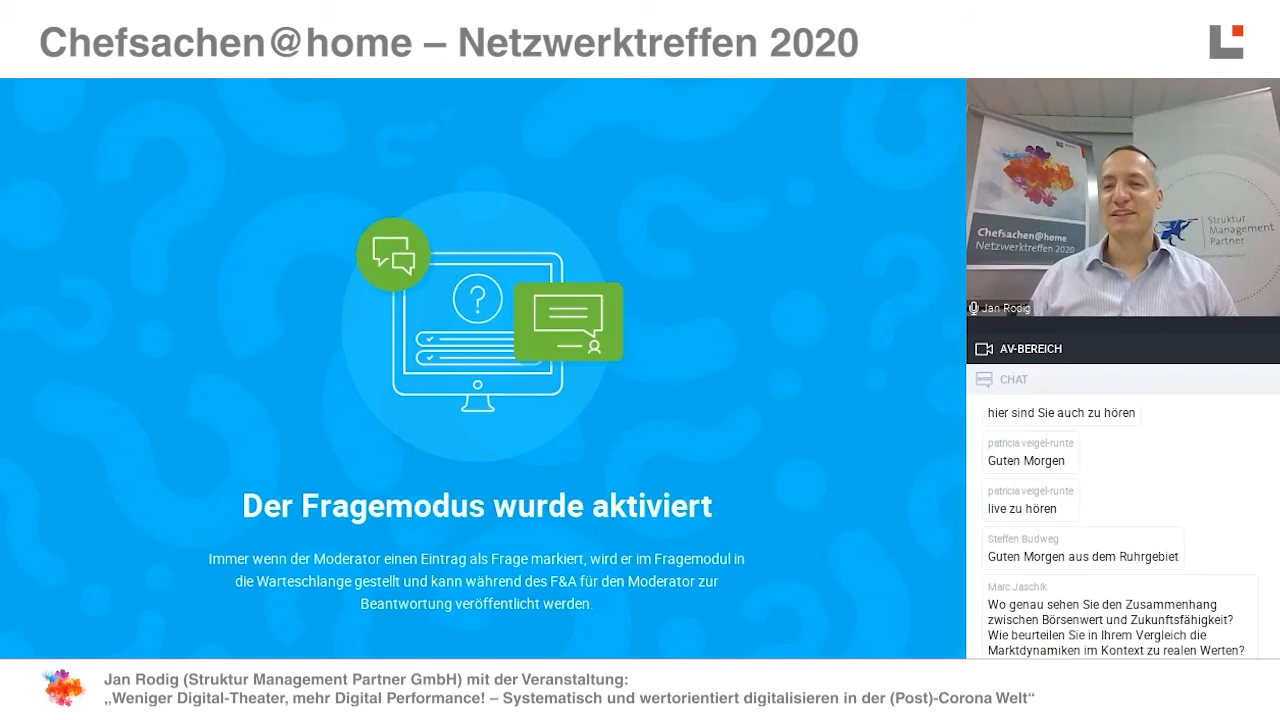 Chefsachen@home – Netzwerktreffen 2020
Chefsachen@home
Netzwerktreffen 2020
Struktur
Management
Partner
Jan Rodig
AV-BEREICH
CHAT
hier sind Sie auch zu hören
patricia veigel-runte
Guten Morgen
patricia veigel-runte
live zu hören
Steffen Budweg
Guten Morgen aus dem Ruhrgebiet
Marc Jaschik
Wo genau sehen Sie den Zusammenhang
zwischen Börsenwert und Zukunftsfähigkeit?
Wie beurteilen Sie in Ihrem Vergleich die
Marktdynamiken im Kontext zu realen Werten?
Der Fragemodus wurde aktiviert
Immer wenn der Moderator einen Eintrag als Frage markiert, wird er im Fragemodul in
die Warteschlange gestellt und kann während des F&A für den Moderator zur
Beantwortung veröffentlicht werden.
Jan Rodig (Struktur Management Partner GmbH) mit der Veranstaltung:
„Weniger Digital-Theater, mehr Digital Performance! – Systematisch und wertorientiert digitalisieren in der (Post)-Corona Welt“